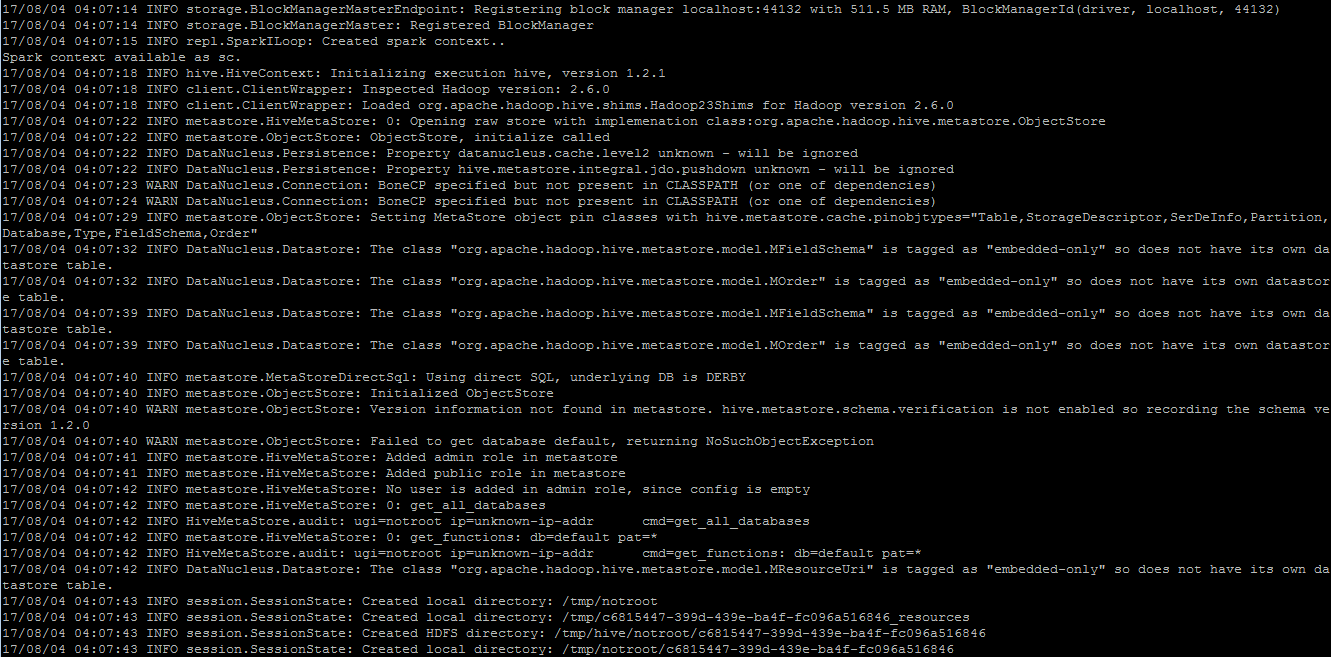 17/08/04 04:07:14 INFO storage.BlockManagerMasterEndpoint: Registering block manager localhost:44132 with 511.5 MB RAM, BlockManagerId(driver, localhost, 44132)
17/08/04 04:07:14 INFO storage.BlockManagerMaster: Registered BlockManager
17/08/04 04:07:15 INFO repl.SparkILoop: Created spark context..
Spark context available as sc.
17/08/04 04:07:18 INFO hive.HiveContext: Initializing execution hive, version 1.2.1
17/08/04 04:07:18 INFO client.ClientWrapper: Inspected Hadoop version: 2.6.0
17/08/04 04:07:18 INFO client.ClientWrapper: Loaded org.apache.hadoop.hive.shims.Hadoop23Shims for Hadoop version 2.6.0
17/08/04 04:07:22 INFO metastore.HiveMetaStore: 0: Opening raw store with implemenation class:org.apache.hadoop.hive.metastore.ObjectStore
17/08/04 04:07:22 INFO metastore.ObjectStore: ObjectStore, initialize called
17/08/04 04:07:22 INFO DataNucleus.Persistence: Property datanucleus.cache.level2 unknown - will be ignored
17/08/04 04:07:22 INFO DataNucleus.Persistence: Property hive.metastore.integral.jdo.pushdown unknown - will be ignored
17/08/04 04:07:23 WARN DataNucleus.Connection: BoneCP specified but not present in CLASSPATH (or one of dependencies)
17/08/04 04:07:24 WARN DataNucleus.Connection: BoneCP specified but not present in CLASSPATH (or one of dependencies)
17/08/04 04:07:29 INFO metastore.ObjectStore: Setting MetaStore object pin classes with hive.metastore.cache.pinobjtypes="Table,StorageDescriptor,SerDeInfo,Partition,
Database,Type,FieldSchema,Order"
17/08/04 04:07:32 INFO DataNucleus.Datastore: The class "org.apache.hadoop.hive.metastore.model.MFieldSchema" is tagged as "embedded-only" so does not have its own da
tastore table.
17/08/04 04:07:32 INFO DataNucleus.Datastore: The class "org.apache.hadoop.hive.metastore.model.MOrder" is tagged as "embedded-only" so does not have its own datastor
e table.
17/08/04 04:07:39 INFO DataNucleus.Datastore: The class "org.apache.hadoop.hive.metastore.model.MFieldSchema" is tagged as "embedded-only" so does not have its own da
tastore table.
17/08/04 04:07:39 INFO DataNucleus.Datastore: The class "org.apache.hadoop.hive.metastore.model.MOrder" is tagged as "embedded-only" so does not have its own datastor
e table.
17/08/04 04:07:40 INFO metastore.MetaStoreDirectSql: Using direct SQL, underlying DB is DERBY
17/08/04 04:07:40 INFO metastore.ObjectStore: Initialized ObjectStore
17/08/04 04:07:40 WARN metastore.ObjectStore: Version information not found in metastore. hive.metastore.schema.verification is not enabled so recording the schema ve
rsion 1.2.0
17/08/04 04:07:40 WARN metastore.ObjectStore: Failed to get database default, returning NoSuchObjectException
17/08/04 04:07:41 INFO metastore.HiveMetaStore: Added admin role in metastore
17/08/04 04:07:41 INFO metastore.HiveMetaStore: Added public role in metastore
17/08/04 04:07:42 INFO metastore.HiveMetaStore: No user is added in admin role, since config is empty
17/08/04 04:07:42 INFO metastore.HiveMetaStore: 0: get_all_databases
17/08/04 04:07:42 INFO HiveMetaStore.audit: ugi=notroot ip=unknown-ip-addr      cmd=get_all_databases
17/08/04 04:07:42 INFO metastore.HiveMetaStore: 0: get_functions: db=default pat=*
17/08/04 04:07:42 INFO HiveMetaStore.audit: ugi=notroot ip=unknown-ip-addr      cmd=get_functions: db=default pat=*
17/08/04 04:07:42 INFO DataNucleus.Datastore: The class "org.apache.hadoop.hive.metastore.model.MResourceUri" is tagged as "embedded-only" so does not have its own da
tastore table.
17/08/04 04:07:43 INFO session.SessionState: Created local directory: /tmp/notroot
17/08/04 04:07:43 INFO session.SessionState: Created local directory: /tmp/c6815447-399d-439e-ba4f-fc096a516846_resources
17/08/04 04:07:43 INFO session.SessionState: Created HDFS directory: /tmp/hive/notroot/c6815447-399d-439e-ba4f-fc096a516846
17/08/04 04:07:43 INFO session.SessionState: Created local directory: /tmp/notroot/c6815447-399d-439e-ba4f-fc096a516846